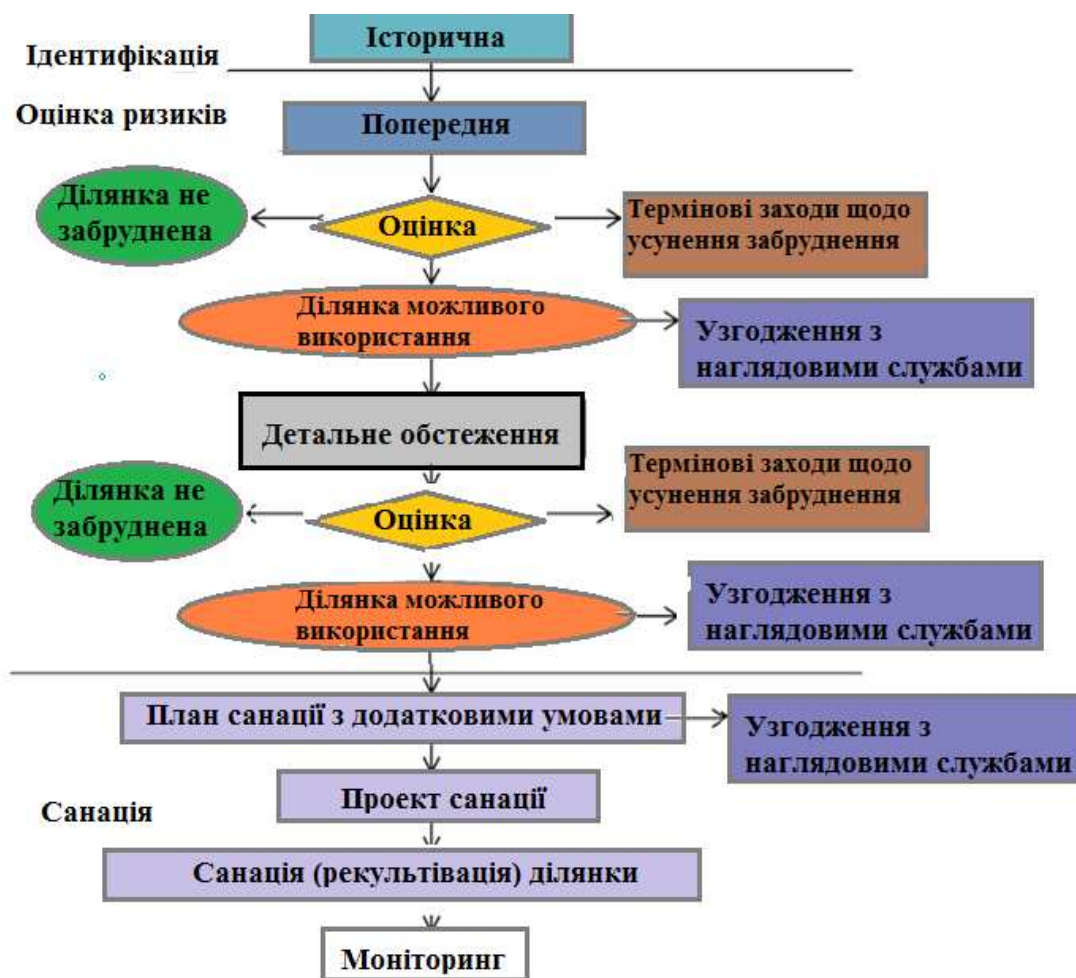 Історична
Ідентифікація
Оцінка ризиків
Попередня
Ділянка не
забруднена
Оцінка
Термінові заходи щодо
усунення забруднення
Ділянка можливого
використання
Узгодження з
наглядовими службами
Детальне обстеження
Ділянка не
забруднена
Оцінка
Термінові заходи щодо
усунення забруднення
Ділянка можливого
використання
Узгодження з
наглядовими службами
План санації з додатковими умовами
Узгодження з
наглядовими службами
Проект санації
Санація
Санація (рекультівація) ділянки
Моніторинг